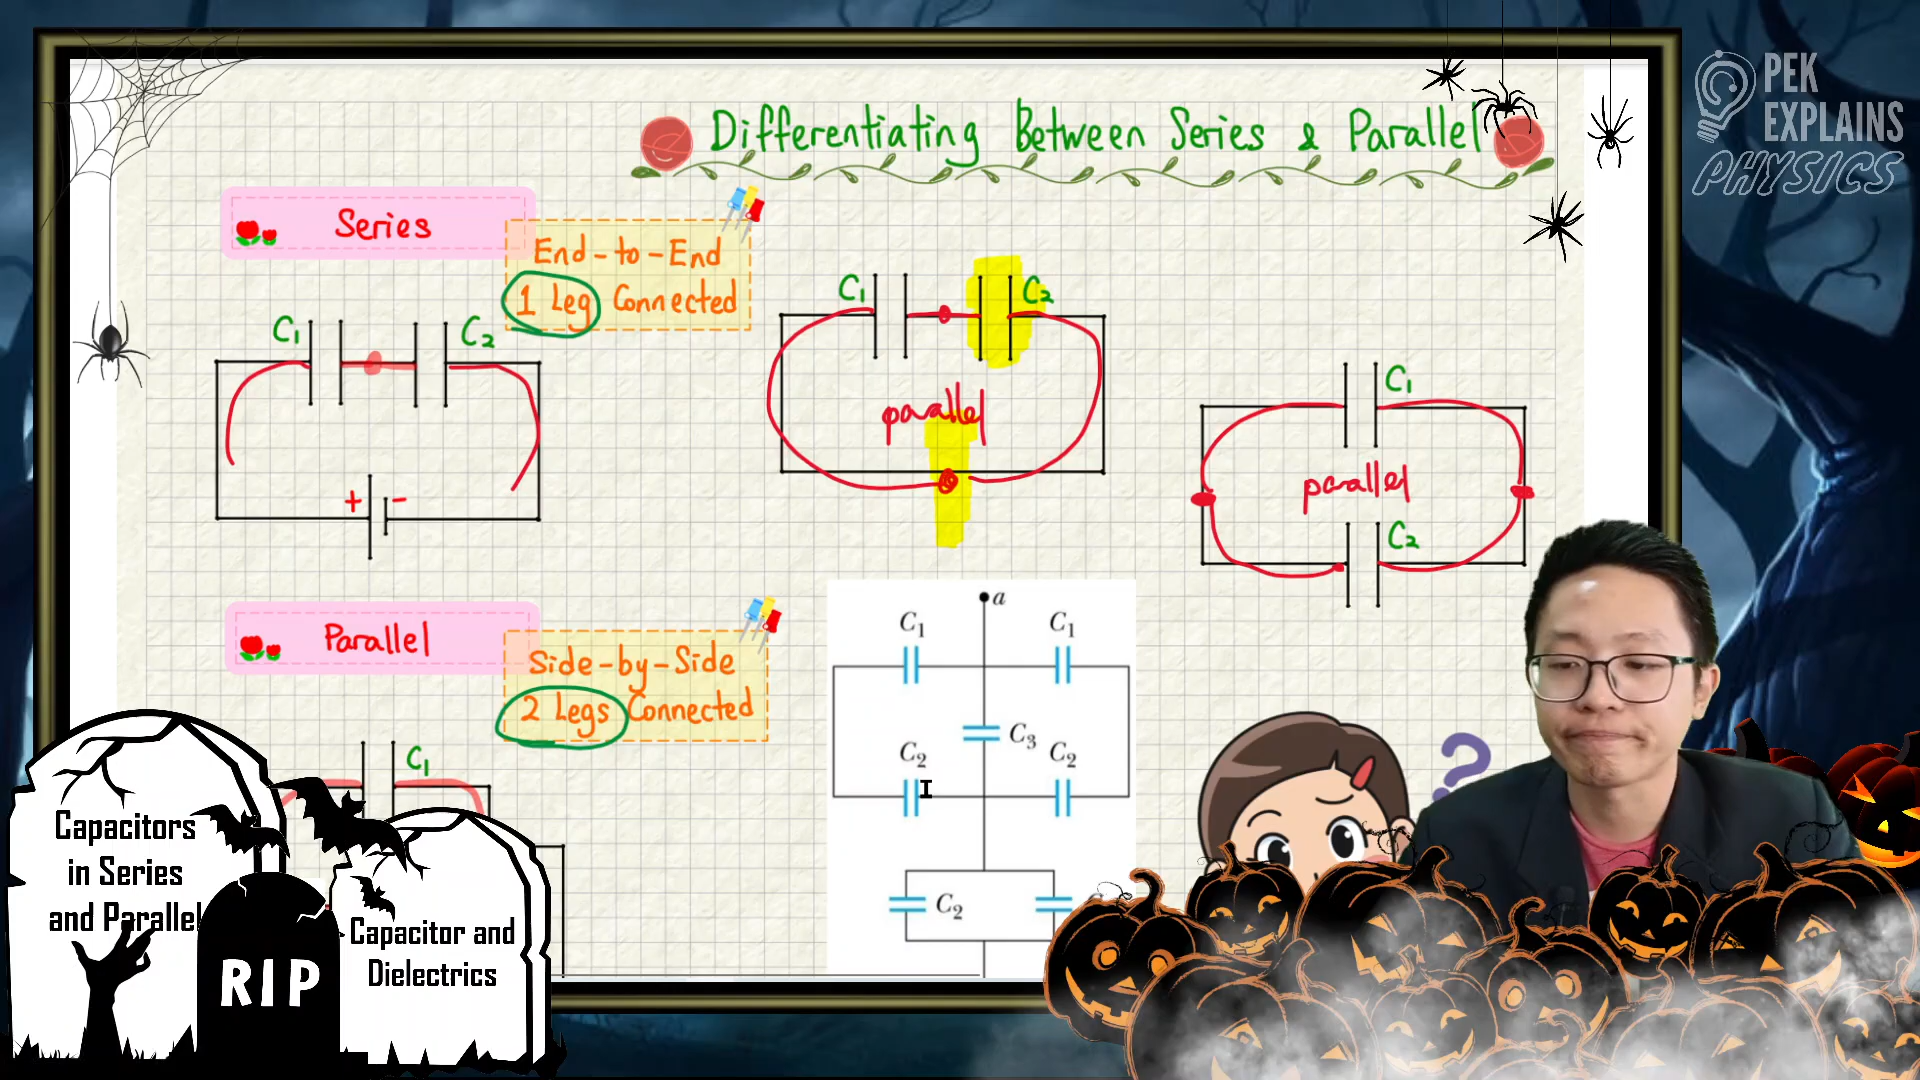 Differentiating Between Series & Parallel
PEK
EXPLAINS
PHYSICS
Series
End-to-End
1 Leg Connected
C1
C2
+
-
C1
C2
parallel
C1
parallel
C2
Parallel
Side-by-Side
2 Legs Connected
C1
a
C1
C1
C3
C2
C2
C2
?
Capacitors
in Series
and Parallel
RIP
Capacitor and
Dielectrics